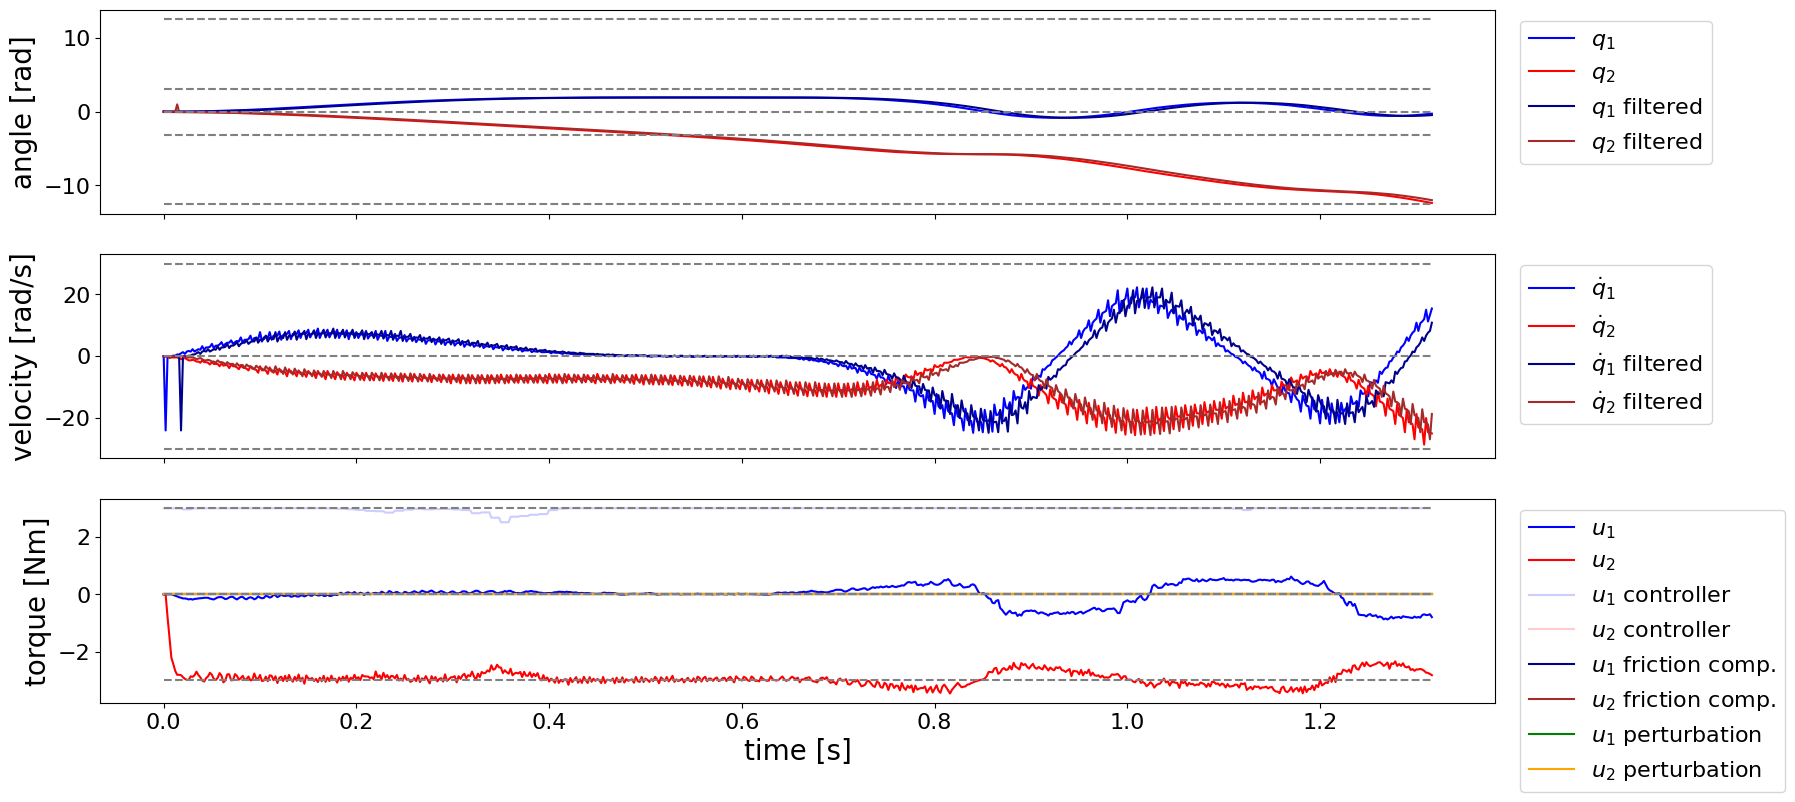 angle [rad]
10
0
−10
q₁
q₂
q₁ filtered
q₂ filtered
velocity [rad/s]
20
0
−20
q̇₁
q̇₂
q̇₁ filtered
q̇₂ filtered
torque [Nm]
2
0
−2
0.0 0.2 0.4 0.6 0.8 1.0 1.2
time [s]
u₁
u₂
u₁ controller
u₂ controller
u₁ friction comp.
u₂ friction comp.
u₁ perturbation
u₂ perturbation